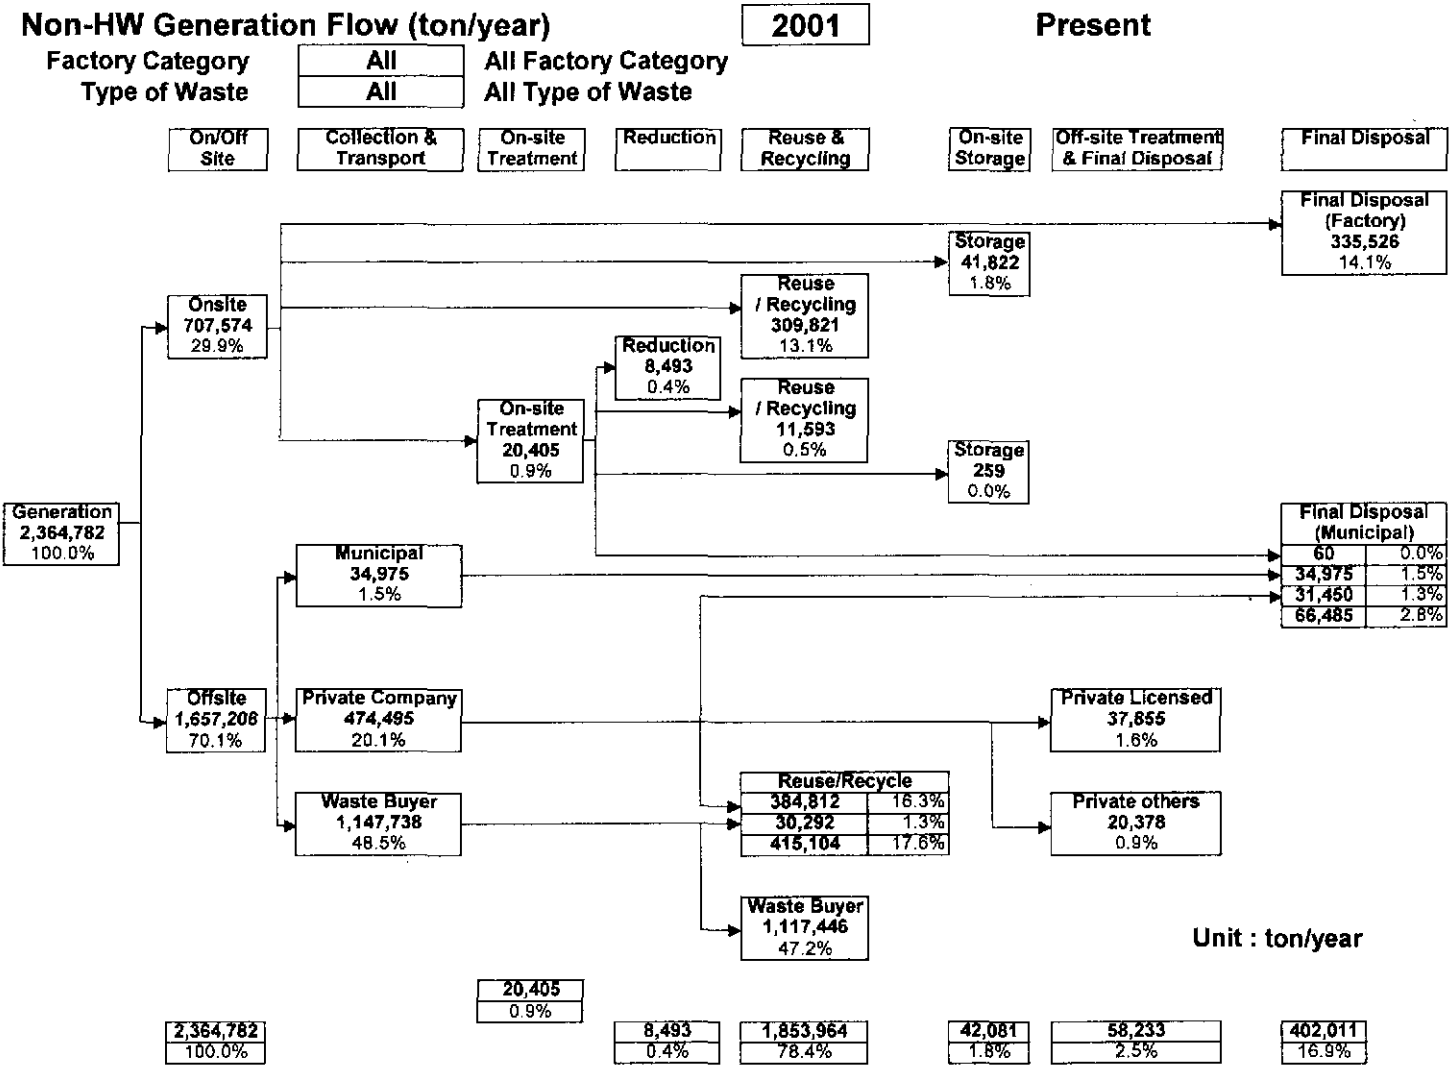 Non-HW Generation Flow (ton/year)
2001
Present
Factory Category
All
All Factory Category
Type of Waste
All
All Type of Waste
On/Off
Site
Collection &
Transport
On-site
Treatment
Reduction
Reuse &
Recycling
On-site
Storage
Off-site Treatment
& Final Disposal
Final Disposal
Final Disposal
(Factory)
335,526
14.1%
Storage
41,822
1.8%
Reuse
/ Recycling
309,821
13.1%
Onsite
707,574
29.9%
Reduction
8,493
0.4%
Reuse
/ Recycling
11,593
0.5%
On-site
Treatment
20,405
0.9%
Storage
259
0.0%
Generation
2,364,782
100.0%
Final Disposal
(Municipal)
60 0.0%
34,975 1.5%
31,450 1.3%
66,485 2.8%
Municipal
34,975
1.5%
Offsite
1,657,208
70.1%
Private Company
474,495
20.1%
Private Licensed
37,855
1.6%
Waste Buyer
1,147,738
48.5%
Reuse/Recycle
384,812 16.3%
30,292 1.3%
415,104 17.6%
Private others
20,378
0.9%
Waste Buyer
1,117,446
47.2%
Unit : ton/year
20,405
0.9%
2,364,782
100.0%
8,493
0.4%
1,853,964
78.4%
42,081
1.8%
58,233
2.5%
402,011
16.9%